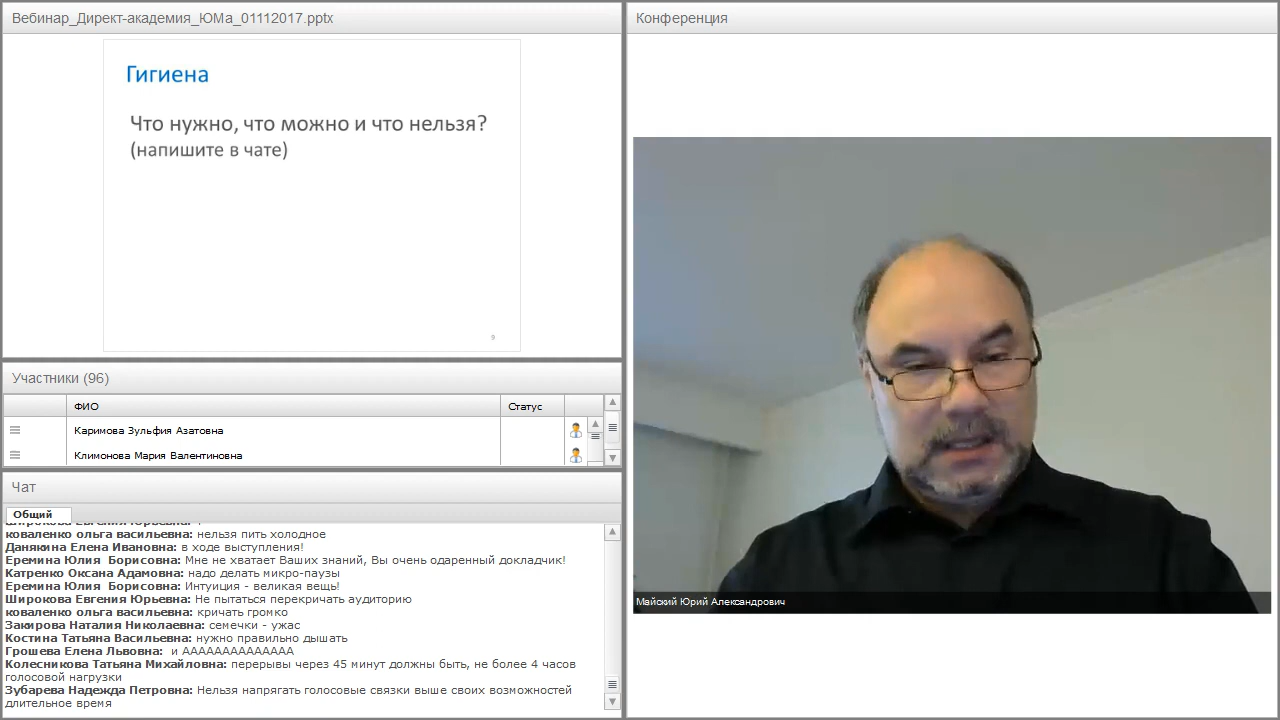 Вебинар_Директ-академия_ЮМа_01112017.pptx
Гигиена
Что нужно, что можно и что нельзя?
(напишите в чате)
9
Участники (96)
ФИО Статус
Каримова Зульфия Азатовна
Климонова Мария Валентиновна
Чат
Общий
Широкова Евгения Юрьевна:
коваленко ольга васильевна: нельзя пить холодное
Данякина Елена Ивановна: в ходе выступления!
Еремина Юлия Борисовна: Мне не хватает Ваших знаний, Вы очень одаренный докладчик!
Катренко Оксана Адамовна: надо делать микро-паузы
Еремина Юлия Борисовна: Интуиция - великая вещь!
Широкова Евгения Юрьевна: Не пытаться перекричать аудиторию
коваленко ольга васильевна: кричать громко
Закирова Наталия Николаевна: семечки - ужас
Костина Татьяна Васильевна: нужно правильно дышать
Грошева Елена Львовна: и АААААААААААААА
Колесникова Татьяна Михайловна: перерывы через 45 минут должны быть, не более 4 часов
голосовой нагрузки
Зубарева Надежда Петровна: Нельзя напрягать голосовые связки выше своих возможностей
длительное время
Конференция
Майский Юрий Александрович